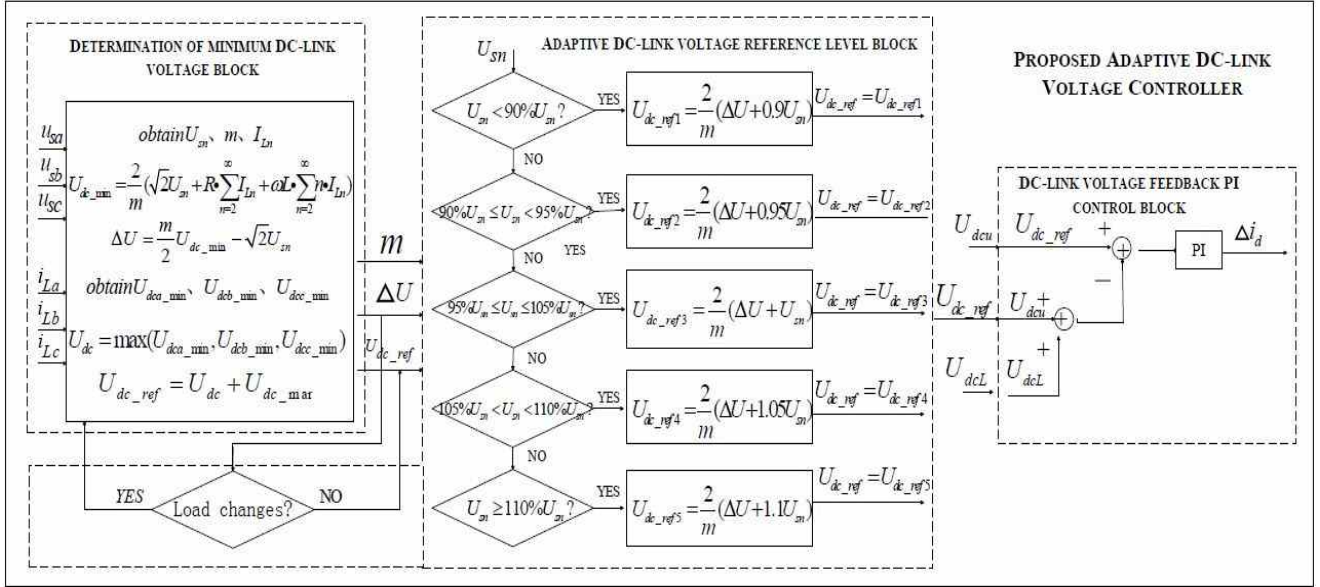 DETERMINATION OF MINIMUM DC-LINK
VOLTAGE BLOCK
u_sa
u_sb
u_sc
i_La
i_Lb
i_Lc
obtainU_sn、m、I_Ln
U_dc_min = 2/m (√2U_sn + R•∑_{n=2}^{∞} I_Ln + ωL•∑_{n=2}^{∞} n•I_Ln)
ΔU = m/2 U_dc_min − √2U_sn
obtainU_dca_min、U_dcb_min、U_dcc_min
U_dc = max(U_dca_min, U_dcb_min, U_dcc_min)
U_dc_ref = U_dc + U_dc_mar
m
ΔU
U_dc_ref
YES
Load changes?
NO
ADAPTIVE DC-LINK VOLTAGE REFERENCE LEVEL BLOCK
U_sn
U_sn < 90%U_sn ?
YES
U_dc_ref1 = 2/m (ΔU+0.9U_sn)
U_dc_ref = U_dc_ref1
NO
90%U_sn ≤ U_sn < 95%U_sn ?
YES
U_dc_ref2 = 2/m (ΔU+0.95U_sn)
U_dc_ref = U_dc_ref2
NO
YES
95%U_sn ≤ U_sn ≤ 105%U_sn ?
YES
U_dc_ref3 = 2/m (ΔU + U_sn)
U_dc_ref = U_dc_ref3
NO
105%U_sn < U_sn < 110%U_sn ?
YES
U_dc_ref4 = 2/m (ΔU+1.05U_sn)
U_dc_ref = U_dc_ref4
NO
U_sn ≥ 110%U_sn ?
YES
U_dc_ref5 = 2/m (ΔU+1.1U_sn)
U_dc_ref = U_dc_ref5
PROPOSED ADAPTIVE DC-LINK
VOLTAGE CONTROLLER
DC-LINK VOLTAGE FEEDBACK PI
CONTROL BLOCK
U_dcu
U_dc_ref
+
+
−
PI
Δi_d
U_dc_ref
U_dcu
+
+
+
U_dcL
U_dcL